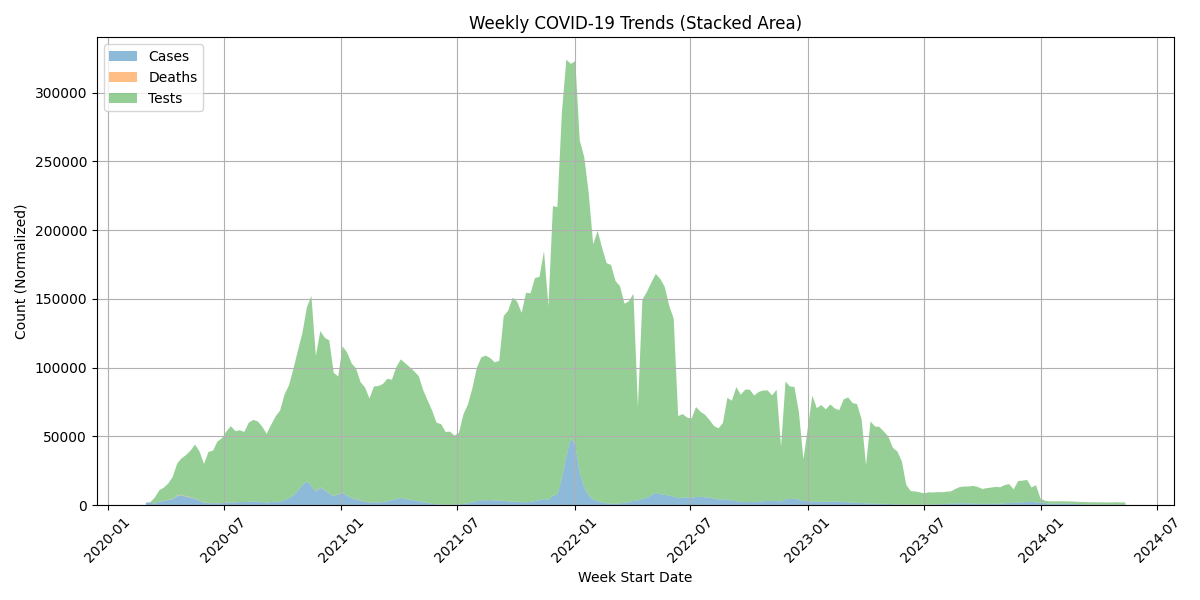 Weekly COVID-19 Trends (Stacked Area)
Cases
Deaths
Tests
Count (Normalized)
300000
250000
200000
150000
100000
50000
0
2020-01
2020-07
2021-01
2021-07
2022-01
2022-07
2023-01
2023-07
2024-01
2024-07
Week Start Date